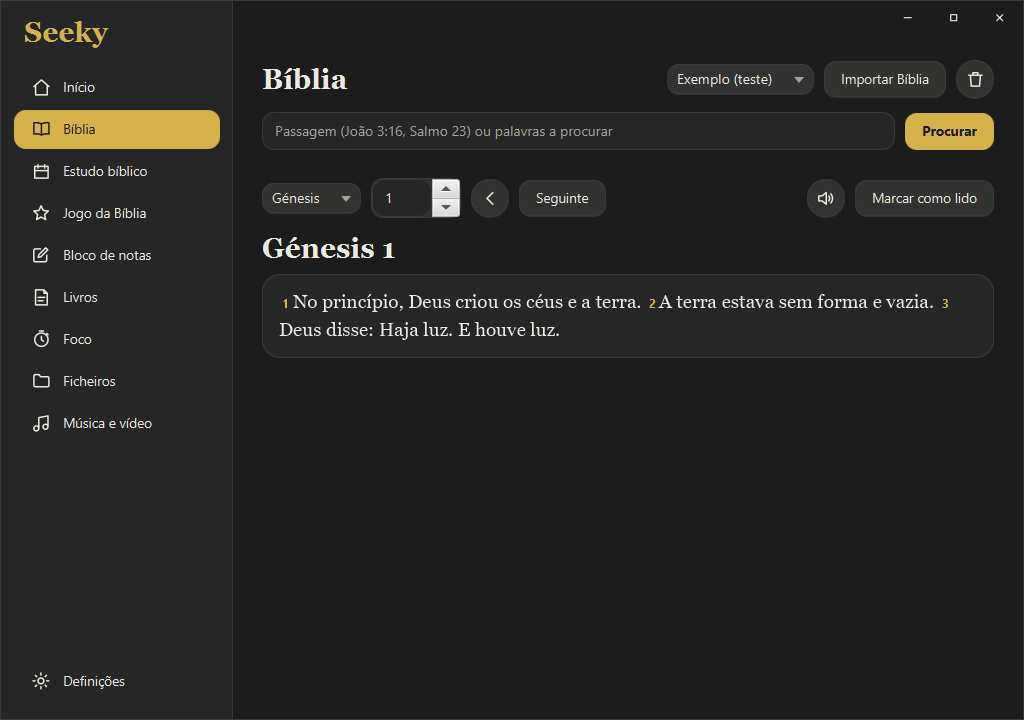 Seeky
Início
Bíblia
Estudo bíblico
Jogo da Bíblia
Bloco de notas
Livros
Foco
Ficheiros
Música e vídeo
Definições
Bíblia
Exemplo (teste)
Importar Bíblia
Passagem (João 3:16, Salmo 23) ou palavras a procurar
Procurar
Génesis
1
Seguinte
Marcar como lido
Génesis 1
1 No princípio, Deus criou os céus e a terra. 2 A terra estava sem forma e vazia. 3
Deus disse: Haja luz. E houve luz.